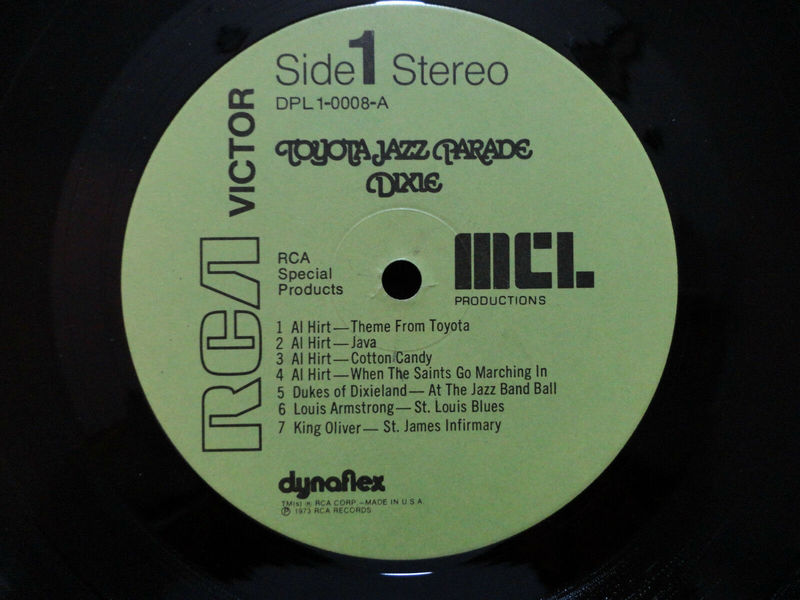 Side 1 Stereo
DPL 1-0008-A
TOYOTA JAZZ PARADE
DIXIE
RCA VICTOR
RCA
Special
Products
MCL
PRODUCTIONS
1 Al Hirt—Theme From Toyota
2 Al Hirt—Java
3 Al Hirt—Cotton Candy
4 Al Hirt—When The Saints Go Marching In
5 Dukes of Dixieland—At The Jazz Band Ball
6 Louis Armstrong—St. Louis Blues
7 King Oliver—St. James Infirmary
dynaflex
TM(s) ® RCA CORP.—MADE IN U.S.A.
℗ 1973 RCA RECORDS